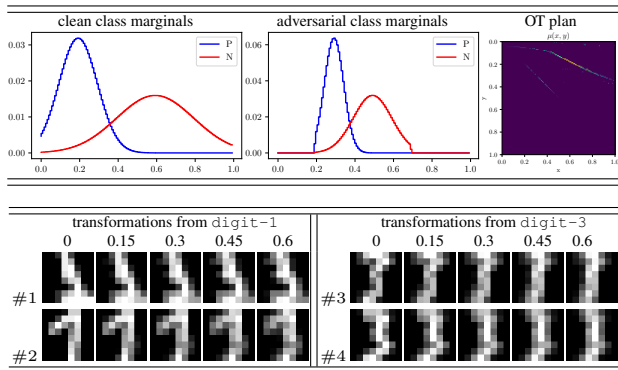 clean class marginals
adversarial class marginals
OT plan
0.03
0.02
0.01
0.00
P
N
0.0 0.2 0.4 0.6 0.8 1.0
0.06
0.04
0.02
0.00
P
N
0.0 0.2 0.4 0.6 0.8 1.0
μ(x, y)
0.0
0.2
0.4
0.6
0.8
1.0
y
0.0 0.2 0.4 0.6 0.8 1.0
x
transformations from digit-1
0 0.15 0.3 0.45 0.6
#1
#2
transformations from digit-3
0 0.15 0.3 0.45 0.6
#3
#4